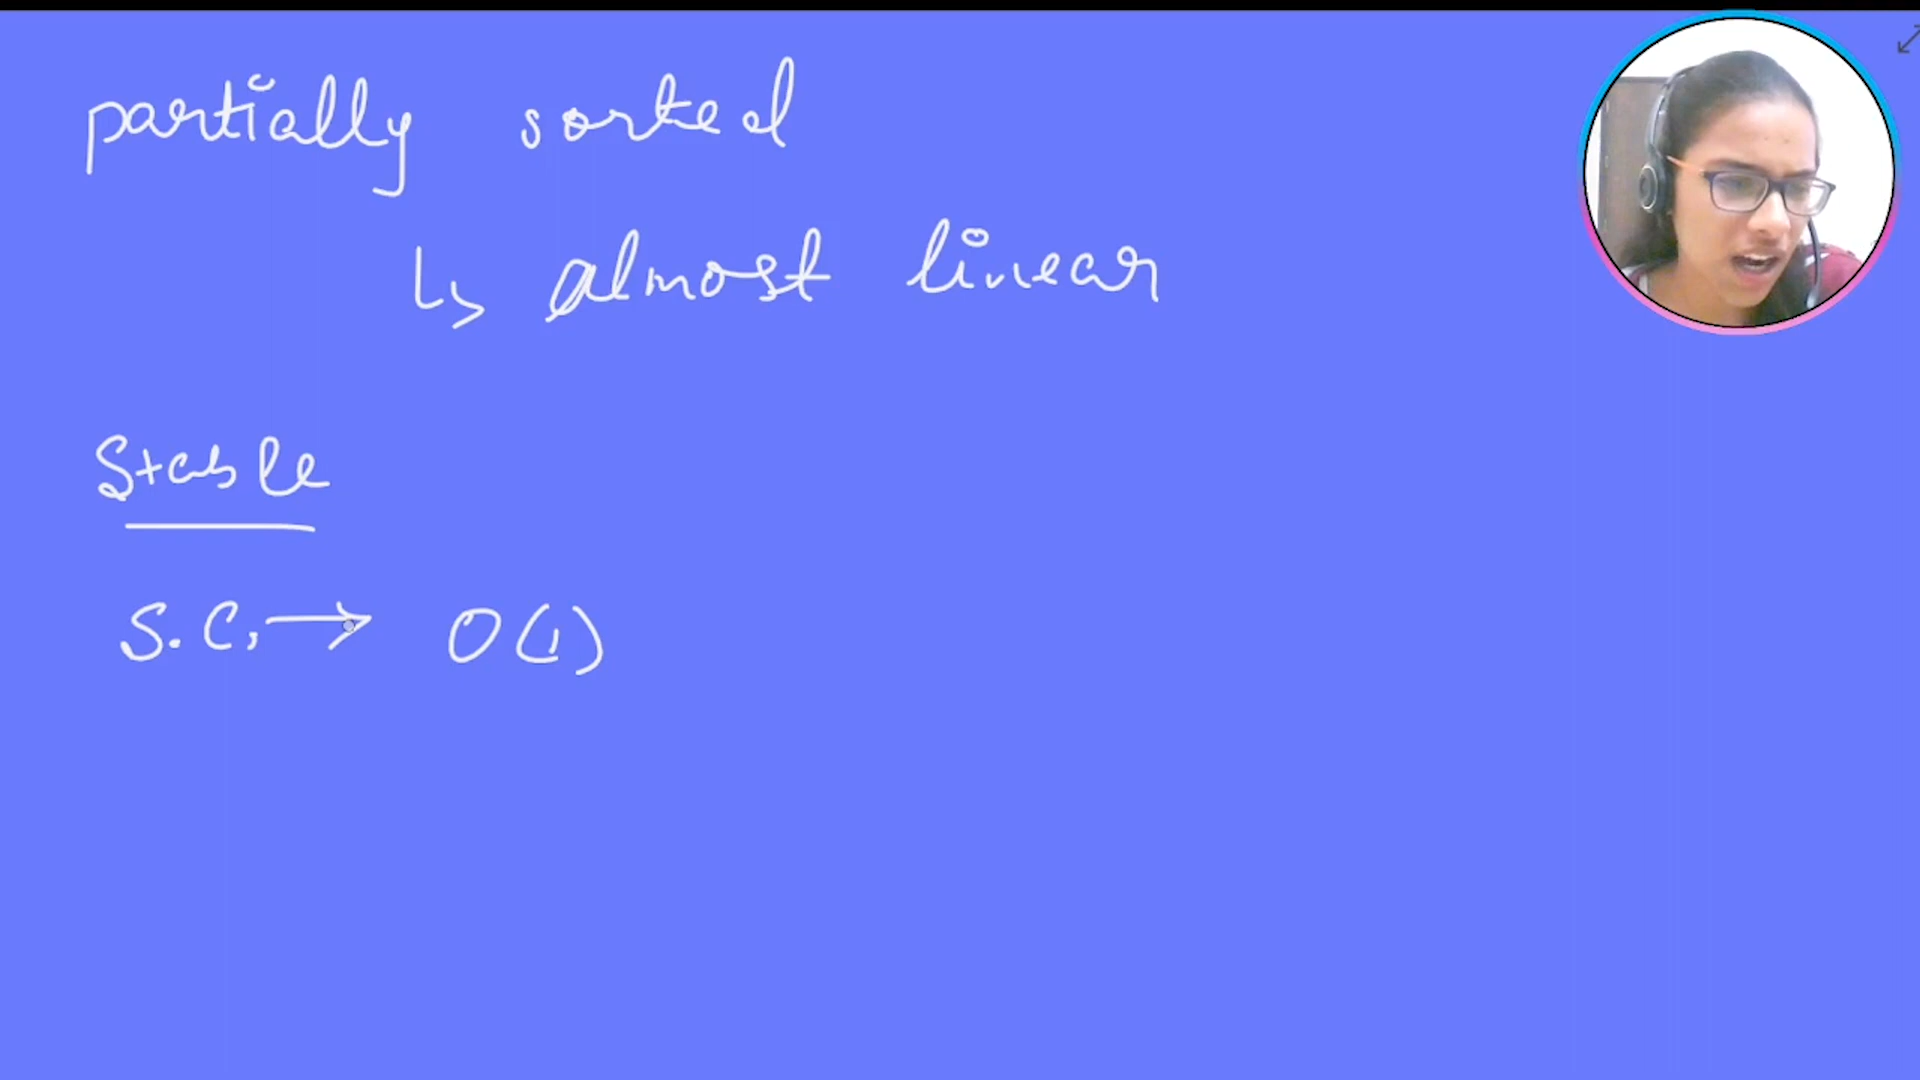 partially sorted
↳ almost linear
Stable
S.C. → O(1)